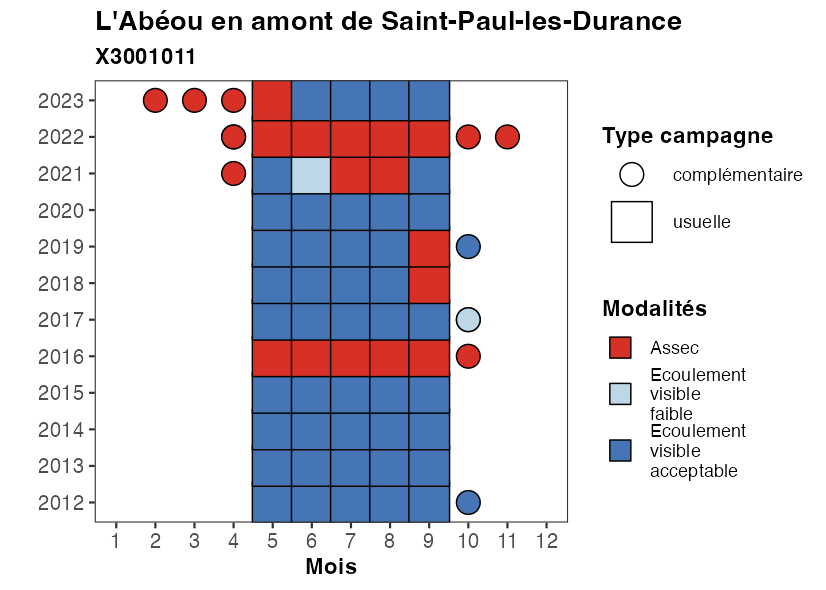 L'Abéou en amont de Saint-Paul-les-Durance
X3001011
2023
2022
2021
2020
2019
2018
2017
2016
2015
2014
2013
2012
1 2 3 4 5 6 7 8 9 10 11 12
Mois
Type campagne
complémentaire
usuelle
Modalités
Assec
Ecoulement
visible
faible
Ecoulement
visible
acceptable